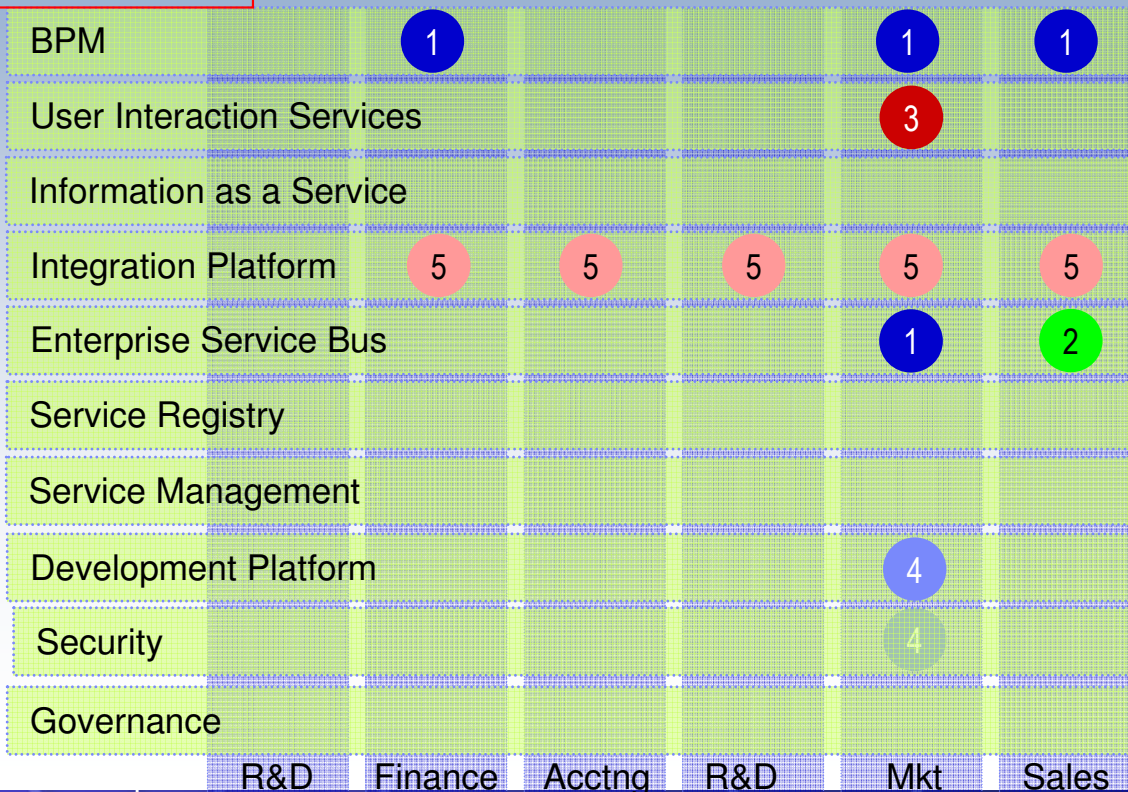 BPM 1 1 1
User Interaction Services 3
Information as a Service
Integration Platform 5 5 5 5 5
Enterprise Service Bus 1 2
Service Registry
Service Management
Development Platform 4
Security 4
Governance
R&D Finance Acctng R&D Mkt Sales